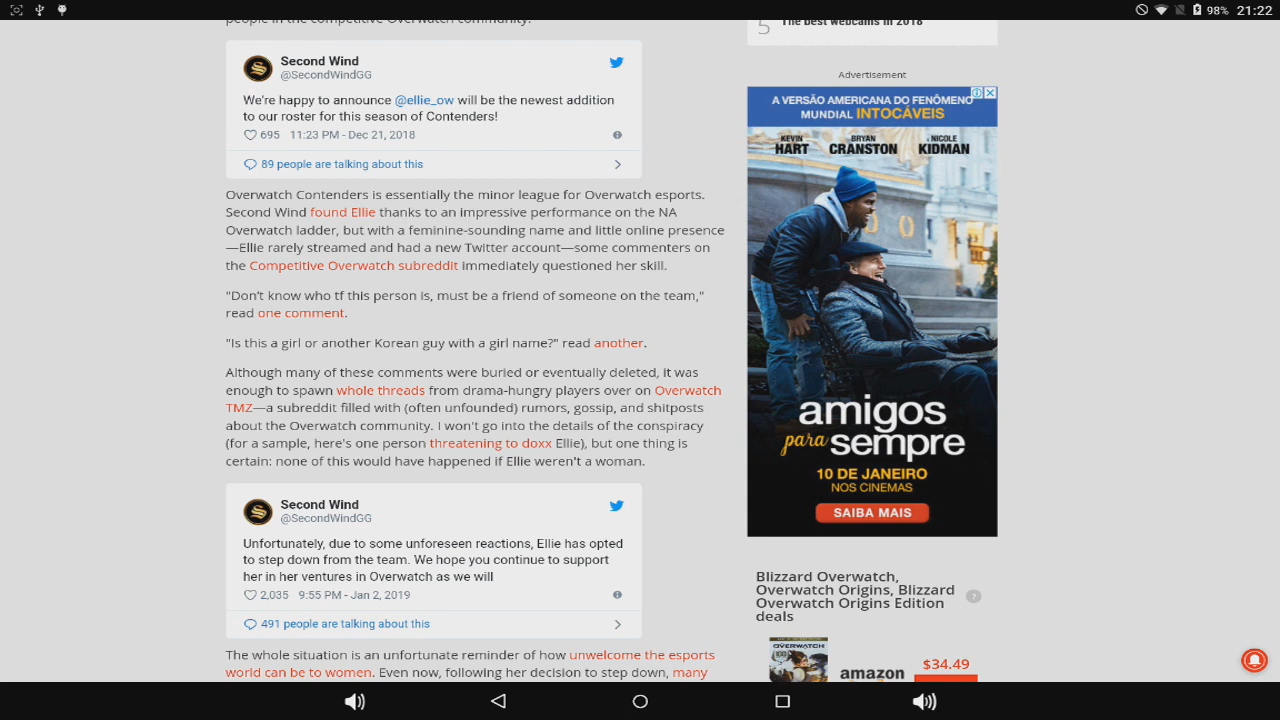 98% 21:22
people in the competitive Overwatch community.
Second Wind
@SecondWindGG
We're happy to announce @ellie_ow will be the newest addition
to our roster for this season of Contenders!
695 11:23 PM - Dec 21, 2018
89 people are talking about this
Overwatch Contenders is essentially the minor league for Overwatch esports.
Second Wind found Ellie thanks to an impressive performance on the NA
Overwatch ladder, but with a feminine-sounding name and little online presence
—Ellie rarely streamed and had a new Twitter account—some commenters on
the Competitive Overwatch subreddit immediately questioned her skill.
"Don't know who tf this person is, must be a friend of someone on the team,"
read one comment.
"Is this a girl or another Korean guy with a girl name?" read another.
Although many of these comments were buried or eventually deleted, it was
enough to spawn whole threads from drama-hungry players over on Overwatch
TMZ—a subreddit filled with (often unfounded) rumors, gossip, and shitposts
about the Overwatch community. I won't go into the details of the conspiracy
(for a sample, here's one person threatening to doxx Ellie), but one thing is
certain: none of this would have happened if Ellie weren't a woman.
Second Wind
@SecondWindGG
Unfortunately, due to some unforeseen reactions, Ellie has opted
to step down from the team. We hope you continue to support
her in her ventures in Overwatch as we will
2,035 9:55 PM - Jan 2, 2019
491 people are talking about this
The whole situation is an unfortunate reminder of how unwelcome the esports
world can be to women. Even now, following her decision to step down, many
5 The best webcams in 2018
Advertisement
A VERSÃO AMERICANA DO FENÔMENO
MUNDIAL INTOCÁVEIS
KEVIN HART BRYAN CRANSTON NICOLE KIDMAN
amigos
para sempre
10 DE JANEIRO
NOS CINEMAS
SAIBA MAIS
Blizzard Overwatch,
Overwatch Origins, Blizzard
Overwatch Origins Edition
deals
?
OVERWATCH
amazon
$34.49